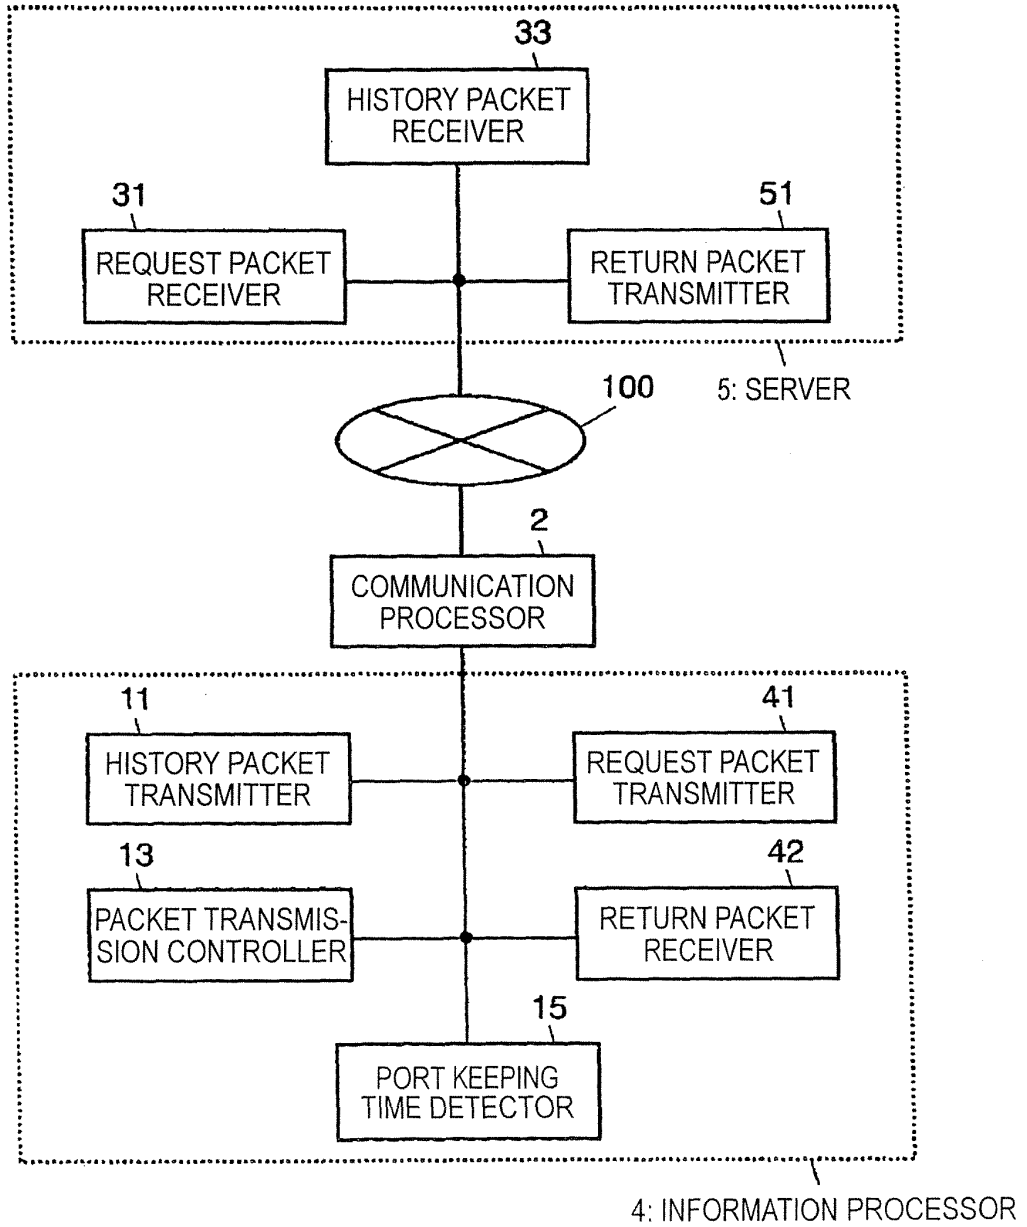 33
HISTORY PACKET
RECEIVER
31
REQUEST PACKET
RECEIVER
51
RETURN PACKET
TRANSMITTER
5: SERVER
100
2
COMMUNICATION
PROCESSOR
11
HISTORY PACKET
TRANSMITTER
41
REQUEST PACKET
TRANSMITTER
13
PACKET TRANSMIS-
SION CONTROLLER
42
RETURN PACKET
RECEIVER
15
PORT KEEPING
TIME DETECTOR
4: INFORMATION PROCESSOR